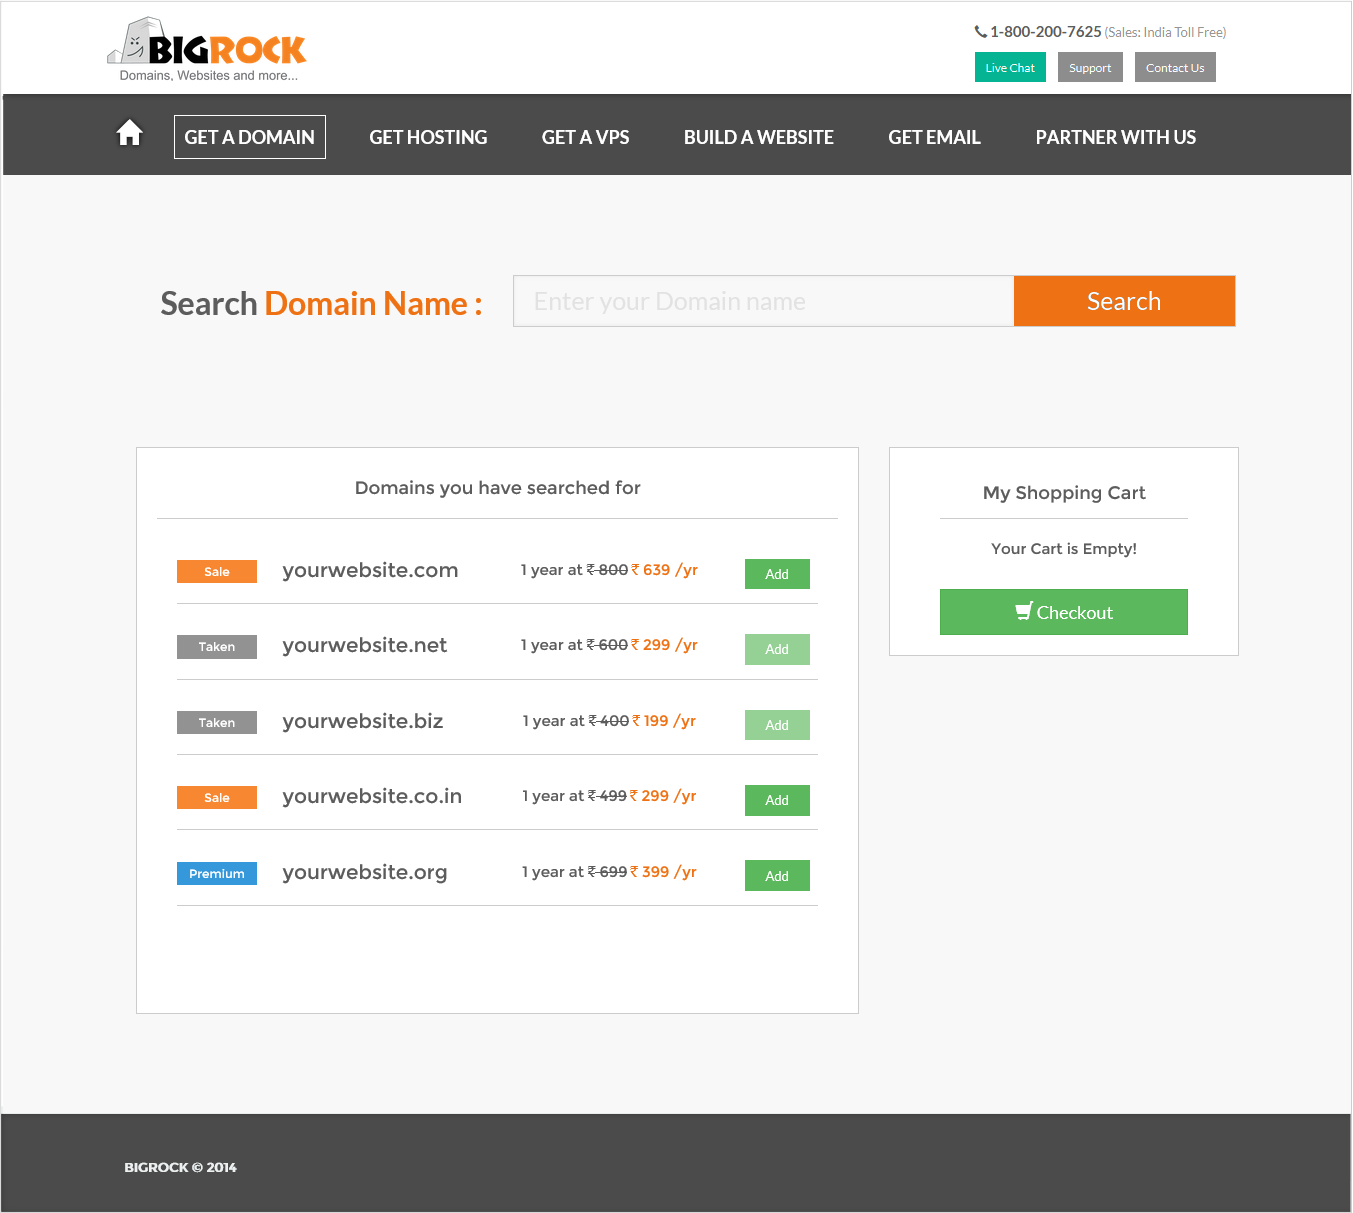 BIGROCK
Domains, Websites and more...
1-800-200-7625 (Sales: India Toll Free)
Live Chat Support Contact Us
GET A DOMAIN GET HOSTING GET A VPS BUILD A WEBSITE GET EMAIL PARTNER WITH US
Search Domain Name : Enter your Domain name Search
Domains you have searched for
Sale yourwebsite.com 1 year at ₹ 800 ₹ 639 /yr Add
Taken yourwebsite.net 1 year at ₹ 600 ₹ 299 /yr Add
Taken yourwebsite.biz 1 year at ₹ 400 ₹ 199 /yr Add
Sale yourwebsite.co.in 1 year at ₹ 499 ₹ 299 /yr Add
Premium yourwebsite.org 1 year at ₹ 699 ₹ 399 /yr Add
My Shopping Cart
Your Cart is Empty!
Checkout
BIGROCK © 2014